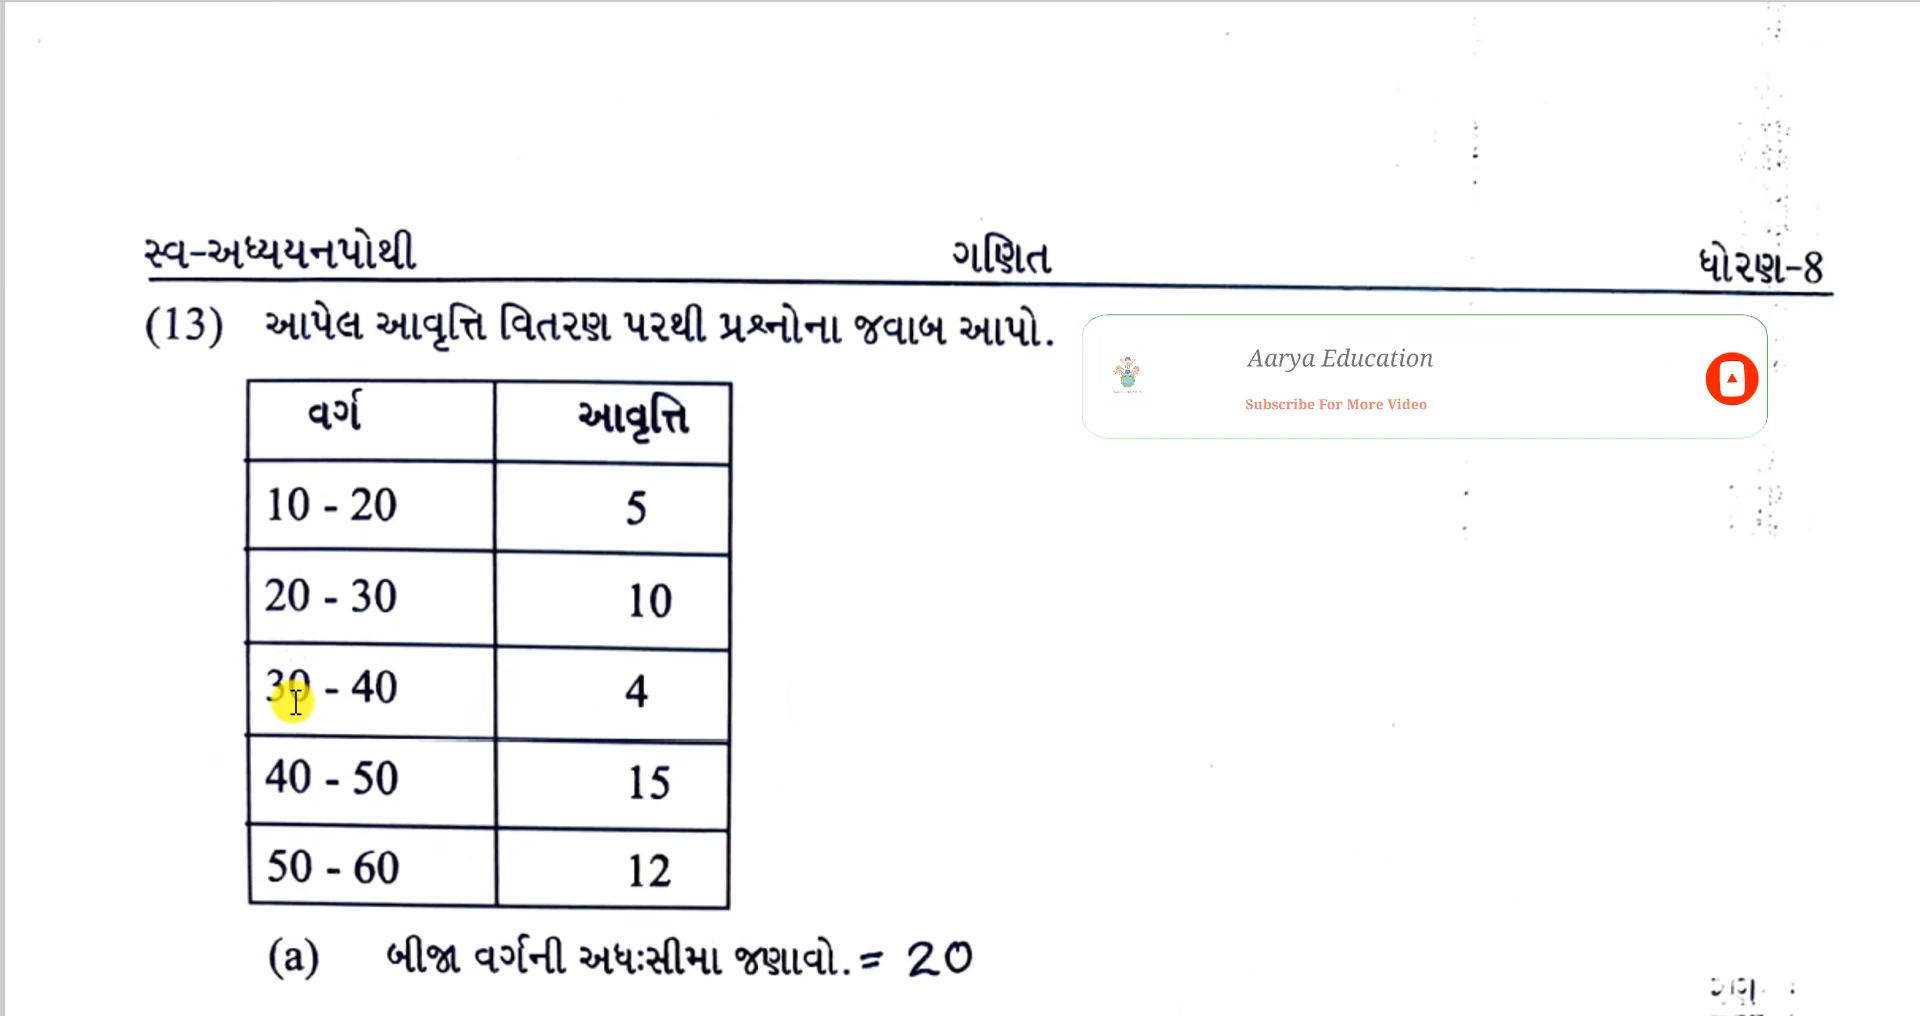 સ્વ-અધ્યયનપોથી ગણિત ધોરણ-8
(13) આપેલ આવૃત્તિ વિતરણ પરથી પ્રશ્નોના જવાબ આપો.
Aarya Education
Subscribe For More Video
વર્ગ આવૃત્તિ
10 - 20 5
20 - 30 10
30 - 40 4
40 - 50 15
50 - 60 12
(a) બીજા વર્ગની અધઃસીમા જણાવો. = 20